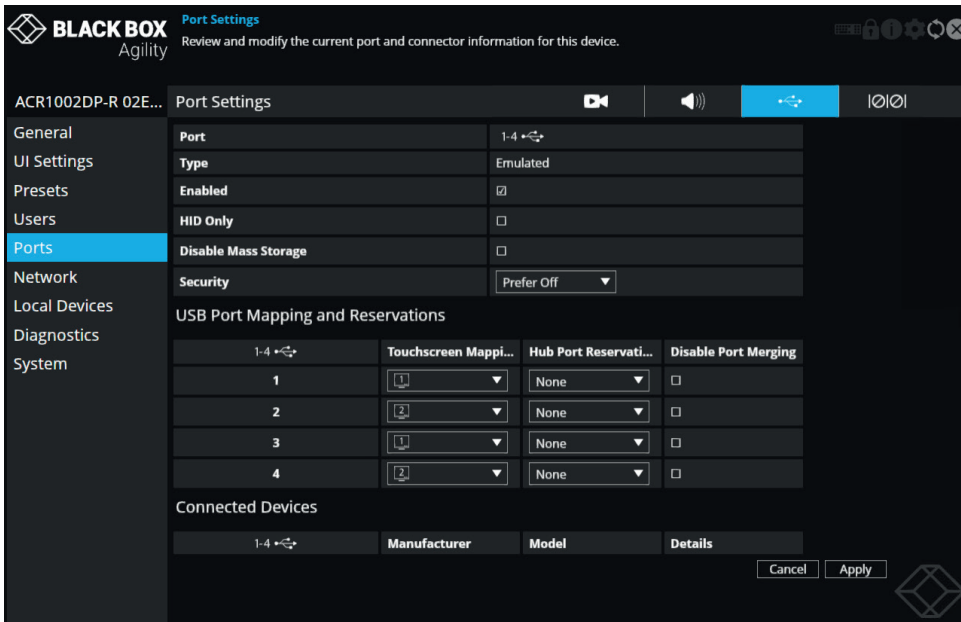 BLACK BOX
Agility
Port Settings
Review and modify the current port and connector information for this device.
ACR1002DP-R 02E...
General
UI Settings
Presets
Users
Ports
Network
Local Devices
Diagnostics
System
Port Settings
Port 1-4
Type Emulated
Enabled
HID Only
Disable Mass Storage
Security Prefer Off
USB Port Mapping and Reservations
1-4 Touchscreen Mappi... Hub Port Reservati... Disable Port Merging
1 1 None
2 2 None
3 1 None
4 2 None
Connected Devices
1-4 Manufacturer Model Details
Cancel Apply